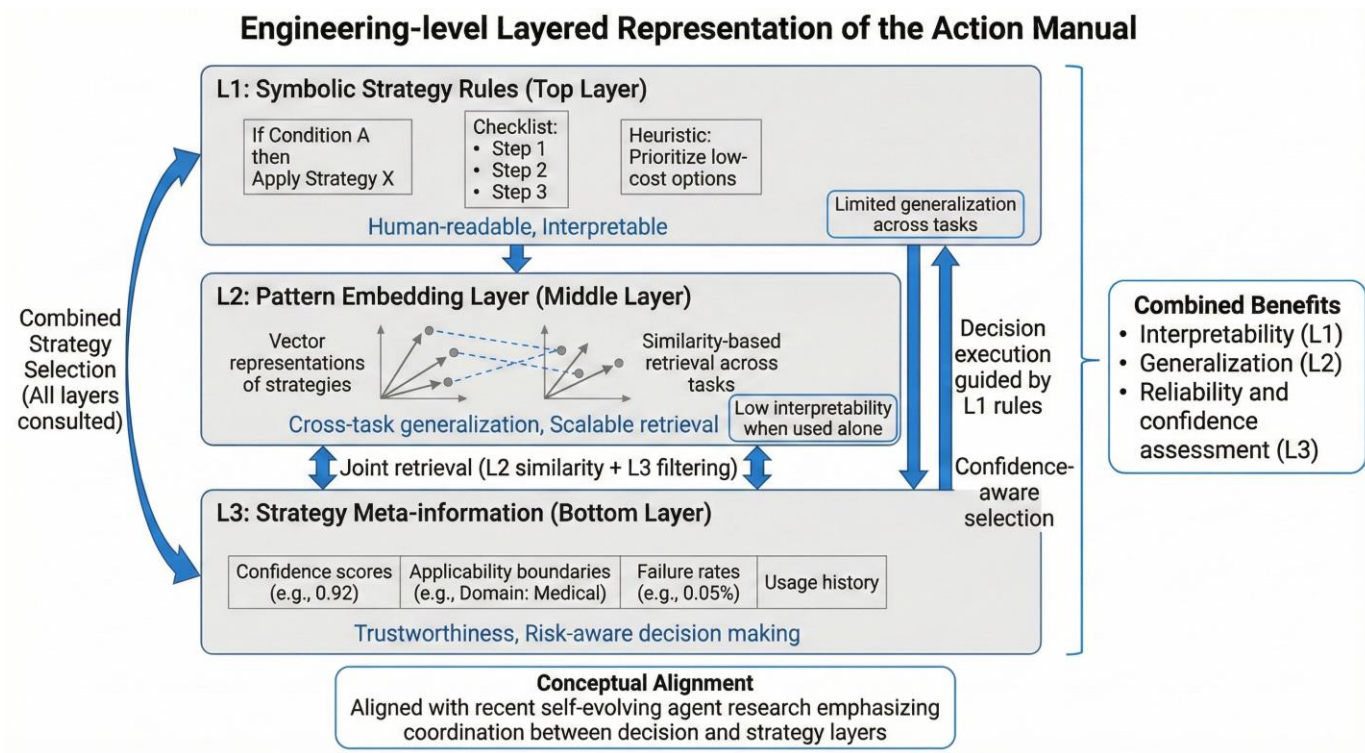 Engineering-level Layered Representation of the Action Manual
L1: Symbolic Strategy Rules (Top Layer)
If Condition A
then
Apply Strategy X
Checklist:
• Step 1
• Step 2
• Step 3
Heuristic:
Prioritize low-
cost options
Human-readable, Interpretable
Limited generalization
across tasks
L2: Pattern Embedding Layer (Middle Layer)
Vector
representations
of strategies
Similarity-based
retrieval across
tasks
Cross-task generalization, Scalable retrieval
Low interpretability
when used alone
Joint retrieval (L2 similarity + L3 filtering)
L3: Strategy Meta-information (Bottom Layer)
Confidence scores
(e.g., 0.92)
Applicability boundaries
(e.g., Domain: Medical)
Failure rates
(e.g., 0.05%)
Usage history
Trustworthiness, Risk-aware decision making
Combined
Strategy
Selection
(All layers
consulted)
Decision
execution
guided by
L1 rules
Confidence-
aware
selection
Combined Benefits
• Interpretability (L1)
• Generalization (L2)
• Reliability and
confidence
assessment (L3)
Conceptual Alignment
Aligned with recent self-evolving agent research emphasizing
coordination between decision and strategy layers